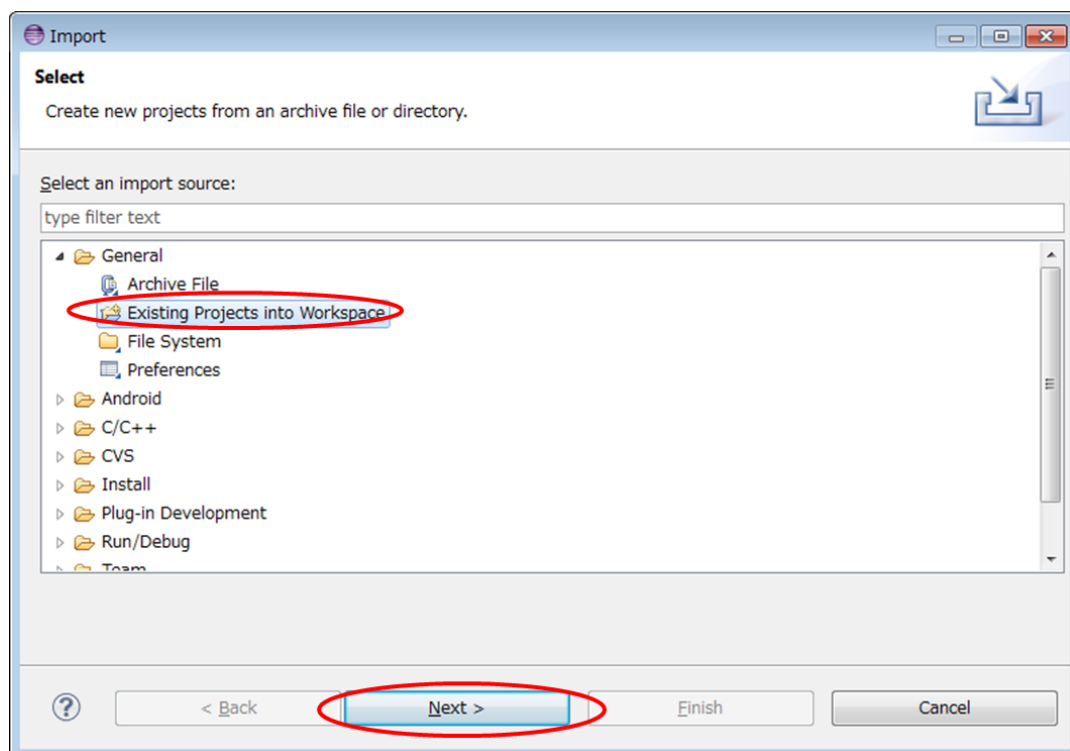 Import
Select
Create new projects from an archive file or directory.
Select an import source:
type filter text
General
Archive File
Existing Projects into Workspace
File System
Preferences
Android
C/C++
CVS
Install
Plug-in Development
Run/Debug
Team
? < Back Next > Finish Cancel